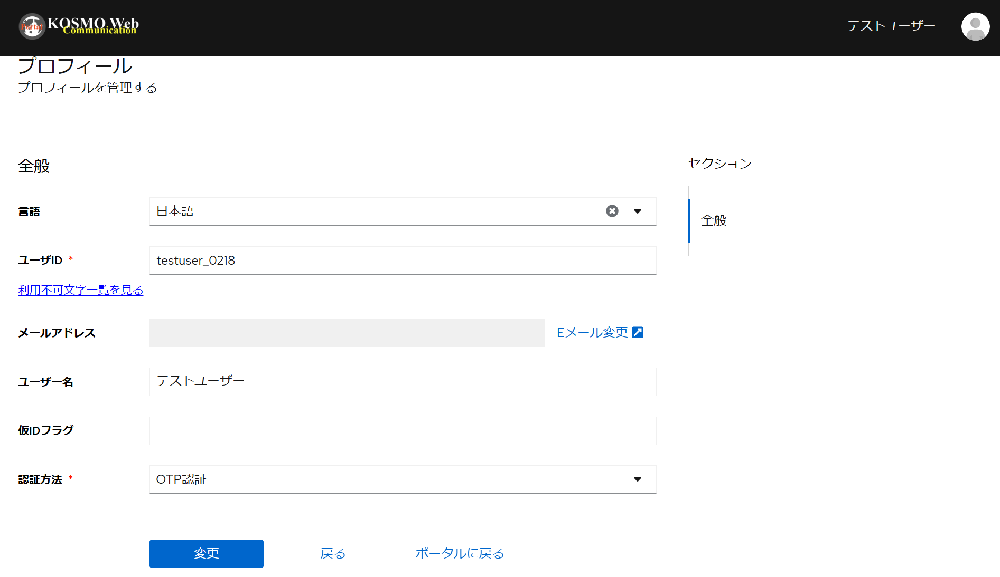 Portal KOSMO Web
Communication
テストユーザー
プロフィール
プロフィールを管理する
全般
セクション
言語
日本語
全般
ユーザID *
testuser_0218
利用不可文字一覧を見る
メールアドレス
Eメール変更
ユーザー名
テストユーザー
仮IDフラグ
認証方法 *
OTP認証
変更
戻る
ポータルに戻る